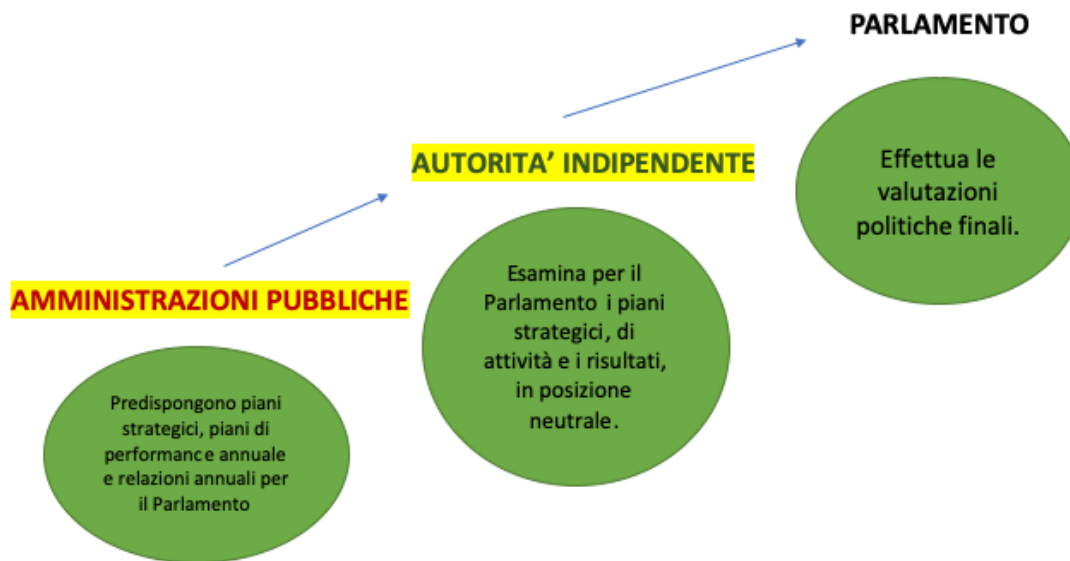 PARLAMENTO
Effettua le
valutazioni
politiche finali.
AUTORITA’ INDIPENDENTE
Esamina per il
Parlamento i piani
strategici, di
attività e i risultati,
in posizione
neutrale.
AMMINISTRAZIONI PUBBLICHE
Predispongono piani
strategici, piani di
performance annuale
e relazioni annuali per
il Parlamento